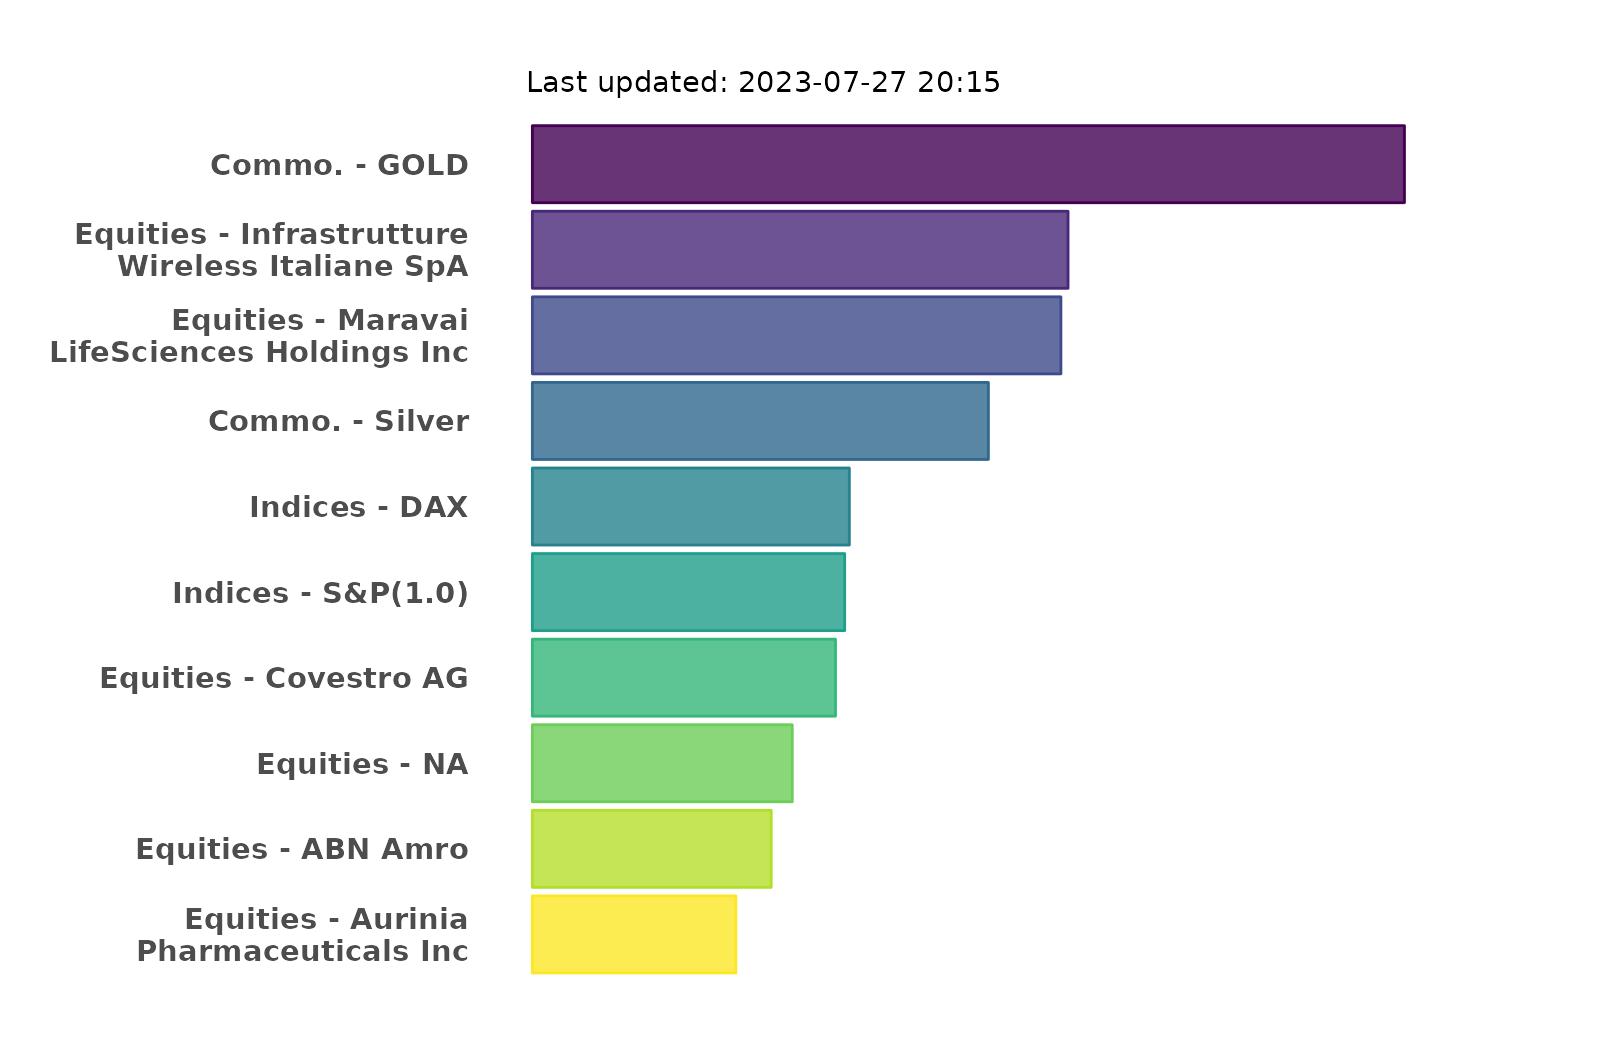 Last updated: 2023-07-27 20:15
Commo. - GOLD
Equities - Infrastrutture
Wireless Italiane SpA
Equities - Maravai
LifeSciences Holdings Inc
Commo. - Silver
Indices - DAX
Indices - S&P(1.0)
Equities - Covestro AG
Equities - NA
Equities - ABN Amro
Equities - Aurinia
Pharmaceuticals Inc